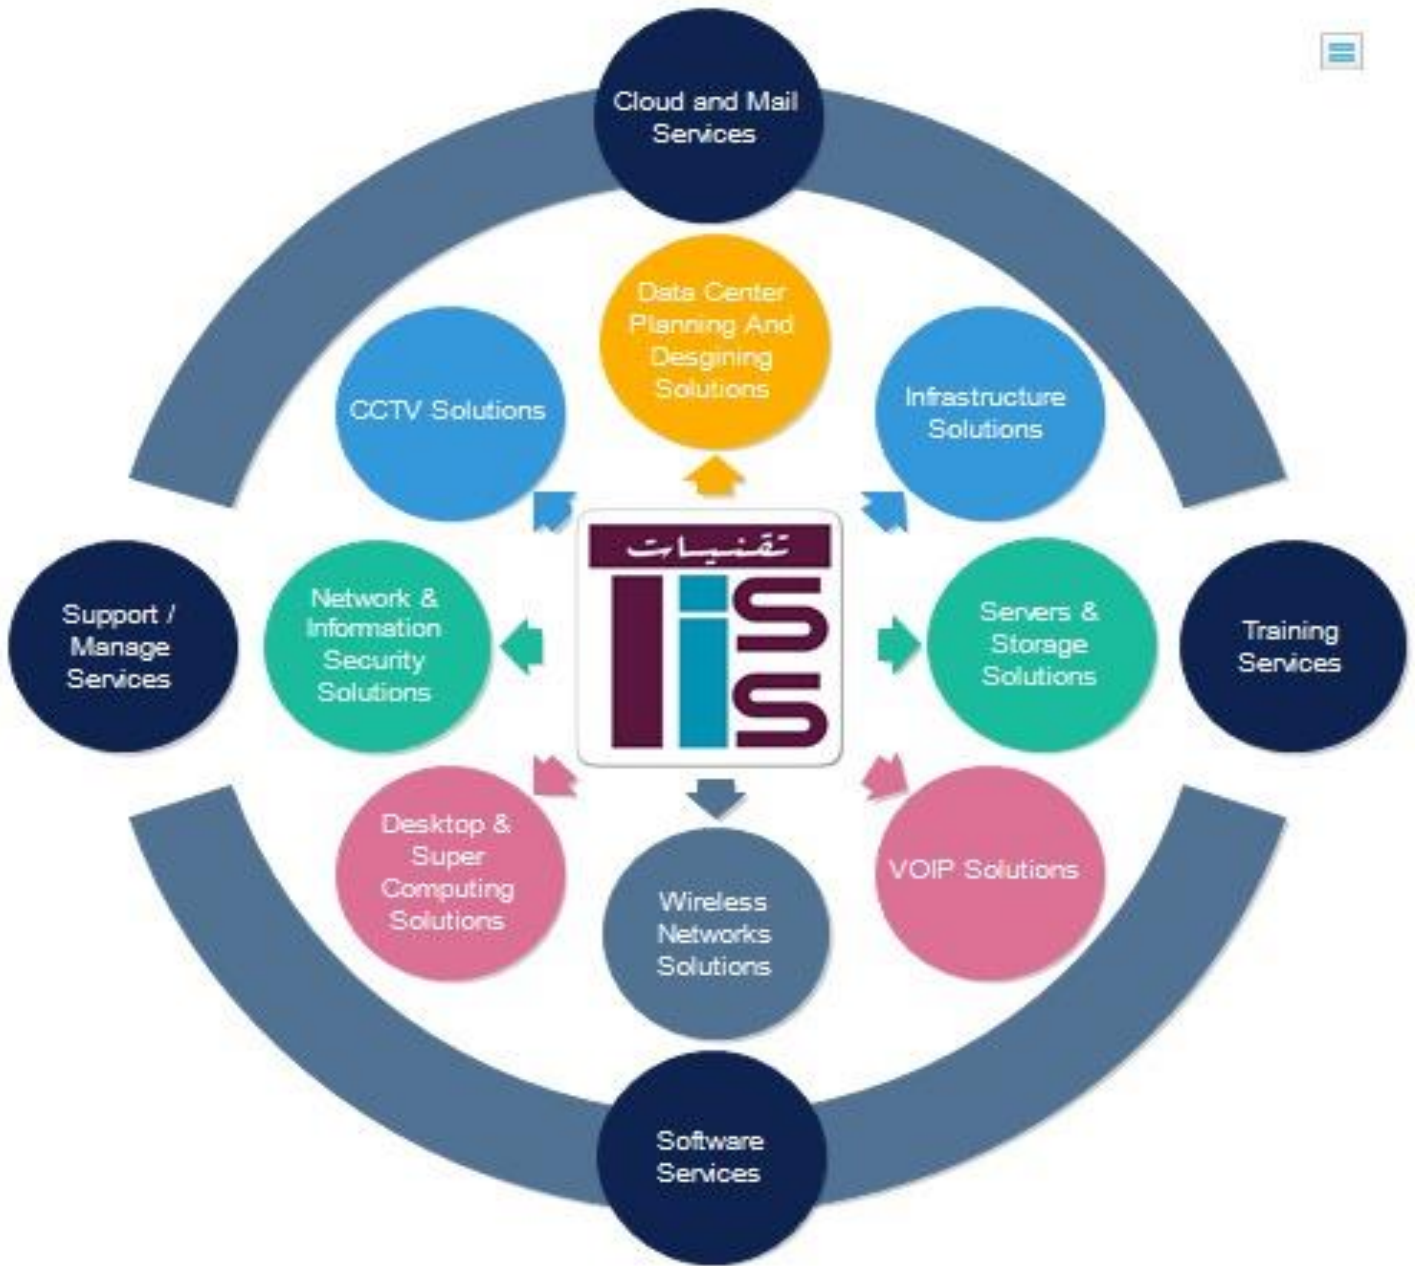 Cloud and Mail
Services
Data Center
Planning And
Desgining
Solutions
CCTV Solutions
Infrastructure
Solutions
تقنيات
TISS
Support /
Manage
Services
Network &
Information
Security
Solutions
Servers &
Storage
Solutions
Training
Services
Desktop &
Super
Computing
Solutions
Wireless
Networks
Solutions
VOIP Solutions
Software
Services